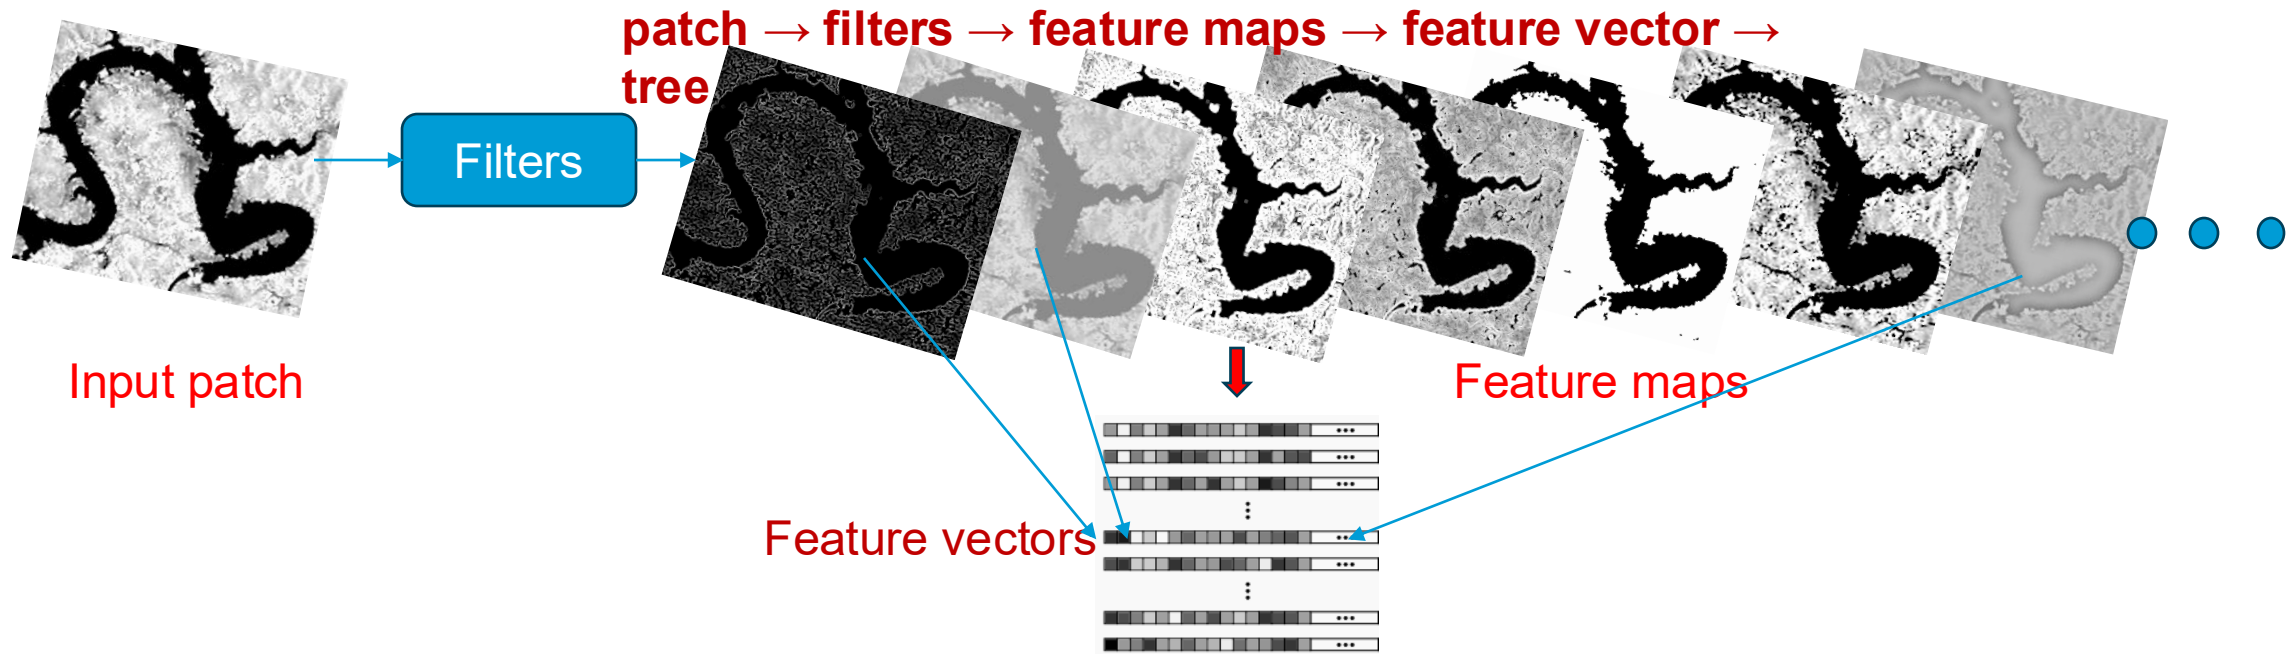 patch → filters → feature maps → feature vector →
tree
Filters
Input patch
Feature maps
Feature vectors